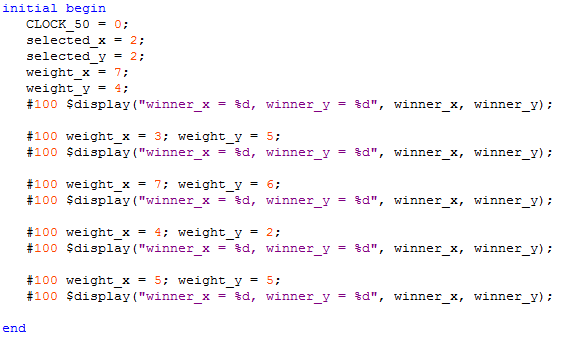 initial begin
CLOCK_50 = 0;
selected_x = 2;
selected_y = 2;
weight_x = 7;
weight_y = 4;
#100 $display("winner_x = %d, winner_y = %d", winner_x, winner_y);
#100 weight_x = 3; weight_y = 5;
#100 $display("winner_x = %d, winner_y = %d", winner_x, winner_y);
#100 weight_x = 7; weight_y = 6;
#100 $display("winner_x = %d, winner_y = %d", winner_x, winner_y);
#100 weight_x = 4; weight_y = 2;
#100 $display("winner_x = %d, winner_y = %d", winner_x, winner_y);
#100 weight_x = 5; weight_y = 5;
#100 $display("winner_x = %d, winner_y = %d", winner_x, winner_y);
end